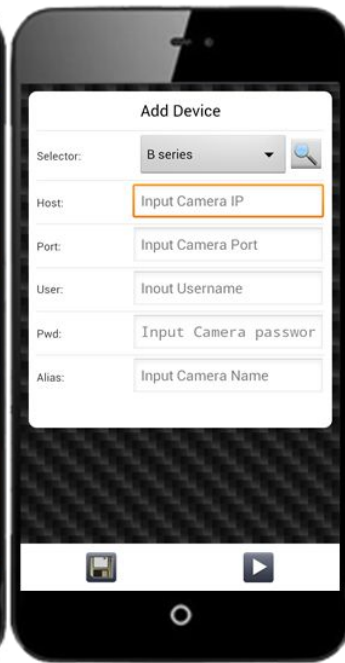 Add Device
Selector: B series
Host: Input Camera IP
Port: Input Camera Port
User: Inout Username
Pwd: Input Camera passwor
Alias: Input Camera Name